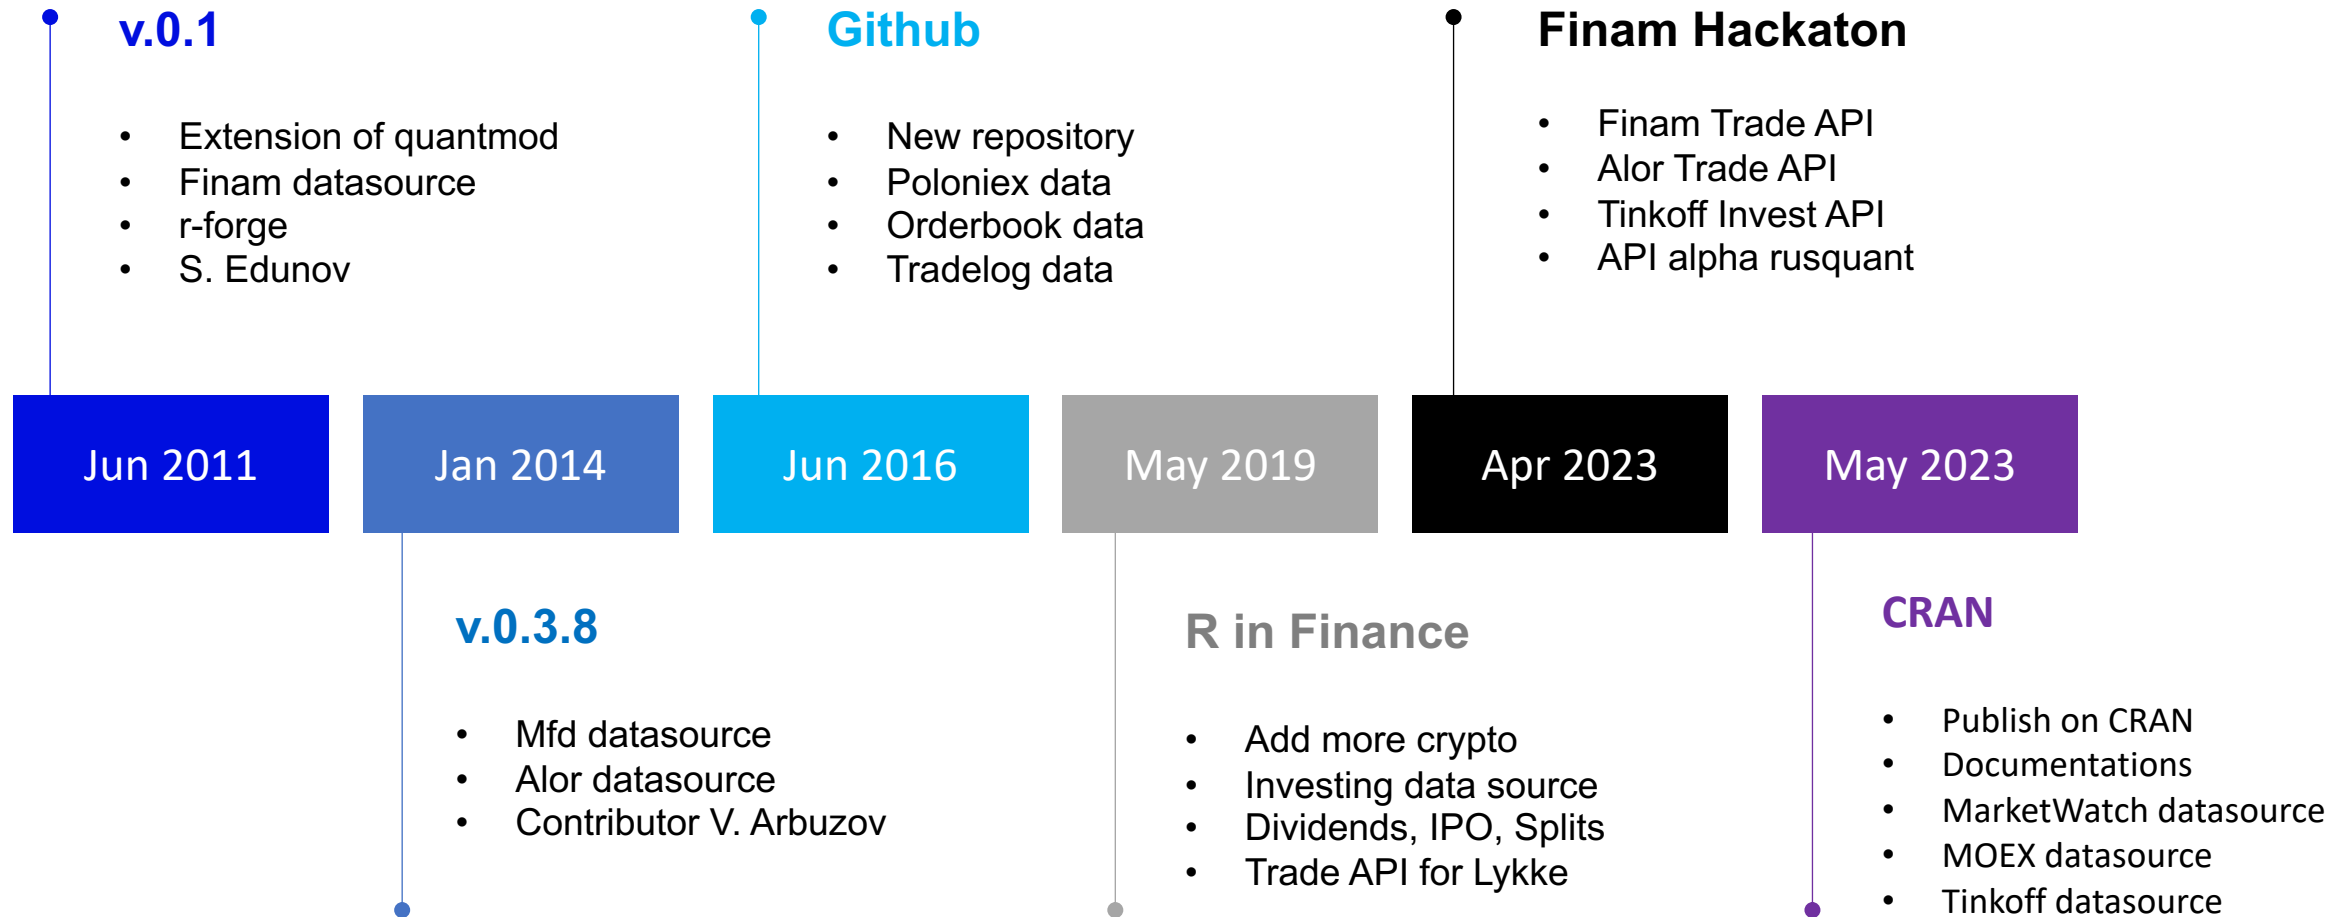 v.0.1
• Extension of quantmod
• Finam datasource
• r-forge
• S. Edunov
Github
• New repository
• Poloniex data
• Orderbook data
• Tradelog data
Finam Hackaton
• Finam Trade API
• Alor Trade API
• Tinkoff Invest API
• API alpha rusquant
Jun 2011
Jan 2014
Jun 2016
May 2019
Apr 2023
May 2023
v.0.3.8
• Mfd datasource
• Alor datasource
• Contributor V. Arbuzov
R in Finance
• Add more crypto
• Investing data source
• Dividends, IPO, Splits
• Trade API for Lykke
CRAN
• Publish on CRAN
• Documentations
• MarketWatch datasource
• MOEX datasource
• Tinkoff datasource